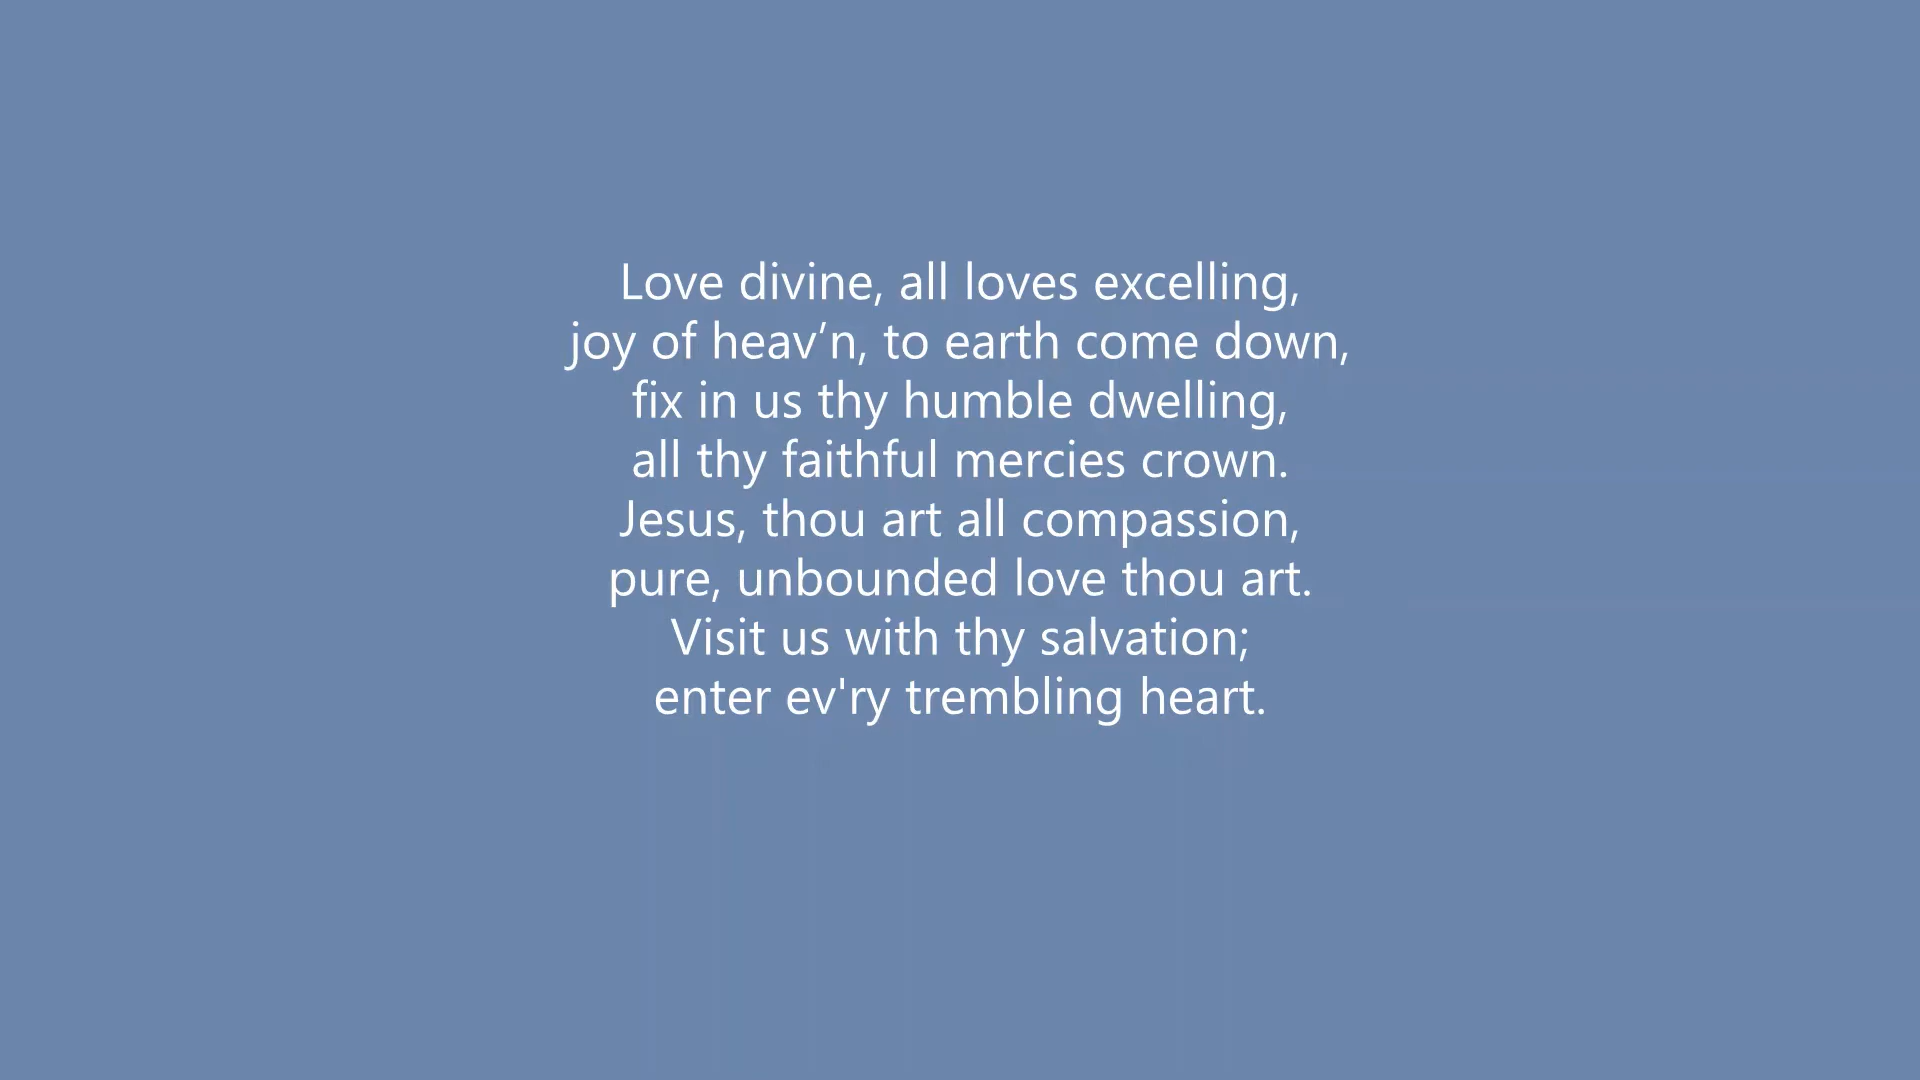 Love divine, all loves excelling,
joy of heav’n, to earth come down,
fix in us thy humble dwelling,
all thy faithful mercies crown.
Jesus, thou art all compassion,
pure, unbounded love thou art.
Visit us with thy salvation;
enter ev'ry trembling heart.